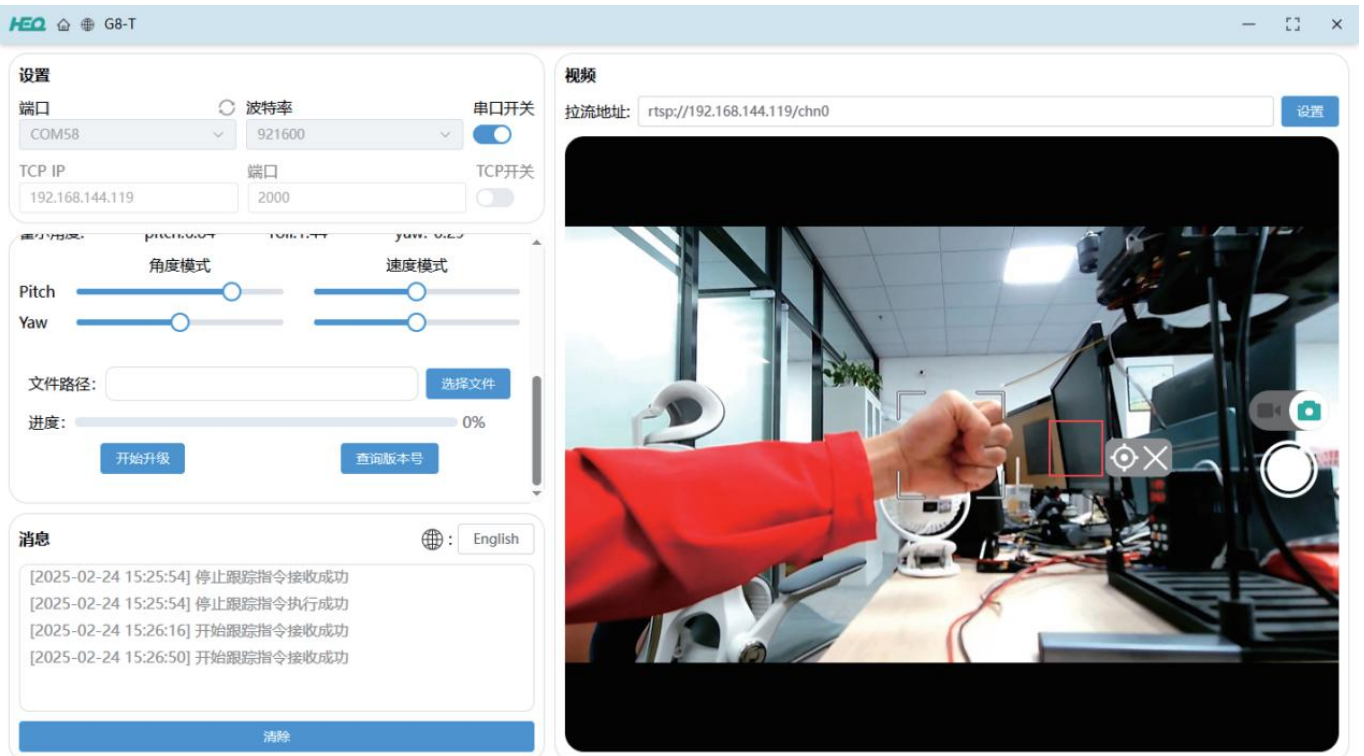 HEQ G8-T
设置
端口 波特率 串口开关
COM58 921600
TCP IP 端口 TCP开关
192.168.144.119 2000
角度模式 速度模式
Pitch
Yaw
文件路径: 选择文件
进度: 0%
开始升级 查询版本号
消息 : English
[2025-02-24 15:25:54] 停止跟踪指令接收成功
[2025-02-24 15:25:54] 停止跟踪指令执行成功
[2025-02-24 15:26:16] 开始跟踪指令接收成功
[2025-02-24 15:26:50] 开始跟踪指令接收成功
清除
视频
拉流地址: rtsp://192.168.144.119/chn0 设置